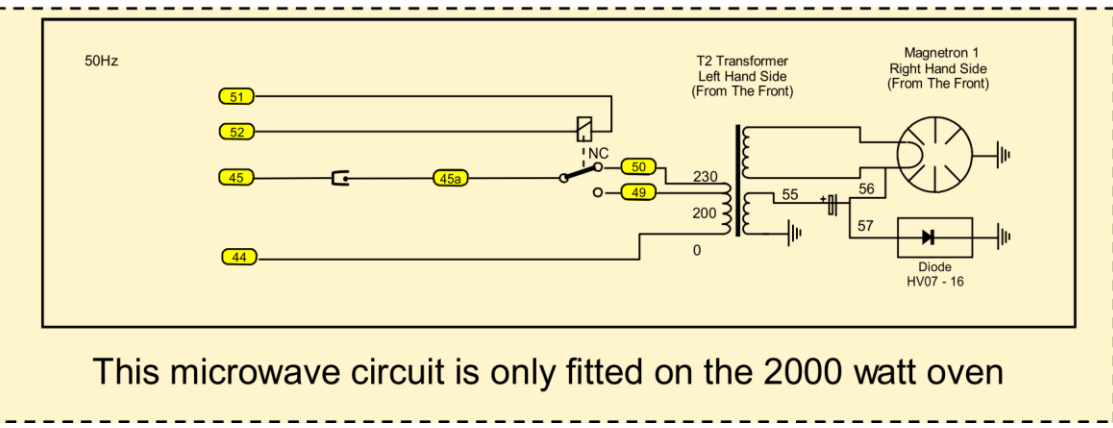 50Hz
T2 Transformer
Left Hand Side
(From The Front)
Magnetron 1
Right Hand Side
(From The Front)
51
52
NC
45
45a
50
49
230
200
0
44
55
+
56
57
Diode
HV07 - 16
This microwave circuit is only fitted on the 2000 watt oven